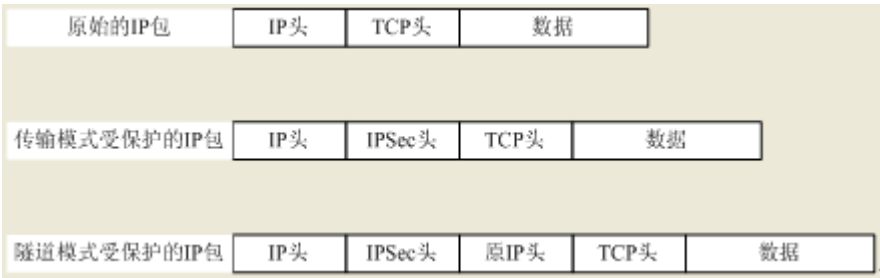 原始的IP包 IP头 TCP头 数据
传输模式受保护的IP包 IP头 IPSec头 TCP头 数据
隧道模式受保护的IP包 IP头 IPSec头 原IP头 TCP头 数据